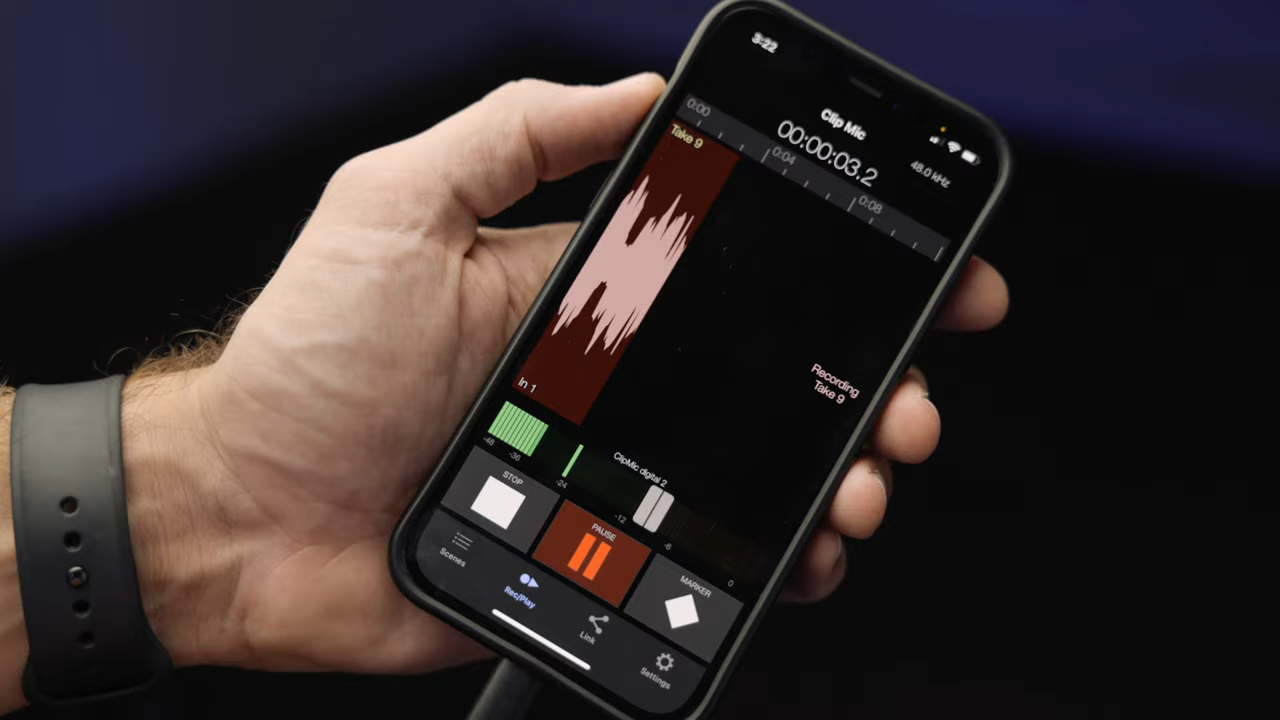 3:22
Clip Mic
00:00:03.2
48.0 kHz
0:00
0:04
0:08
Take 9
Recording
Take 9
In 1
ClipMic digital 2
-48
-36
-24
-12
-6
0
STOP
PAUSE
MARKER
Scenes
Rec/Play
Link
Settings